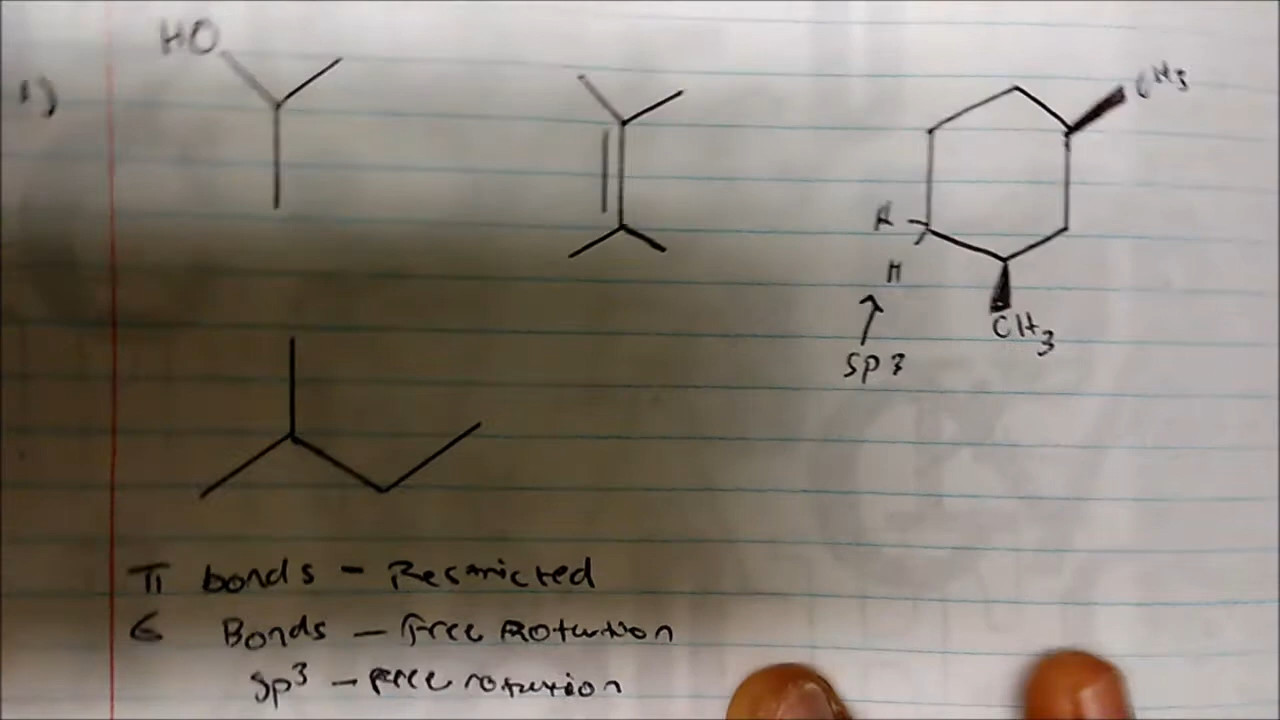 HO
1)
CH3
H
H
CH3
sp3
π bonds - Restricted
σ Bonds - Free Rotation
sp3 - free rotation